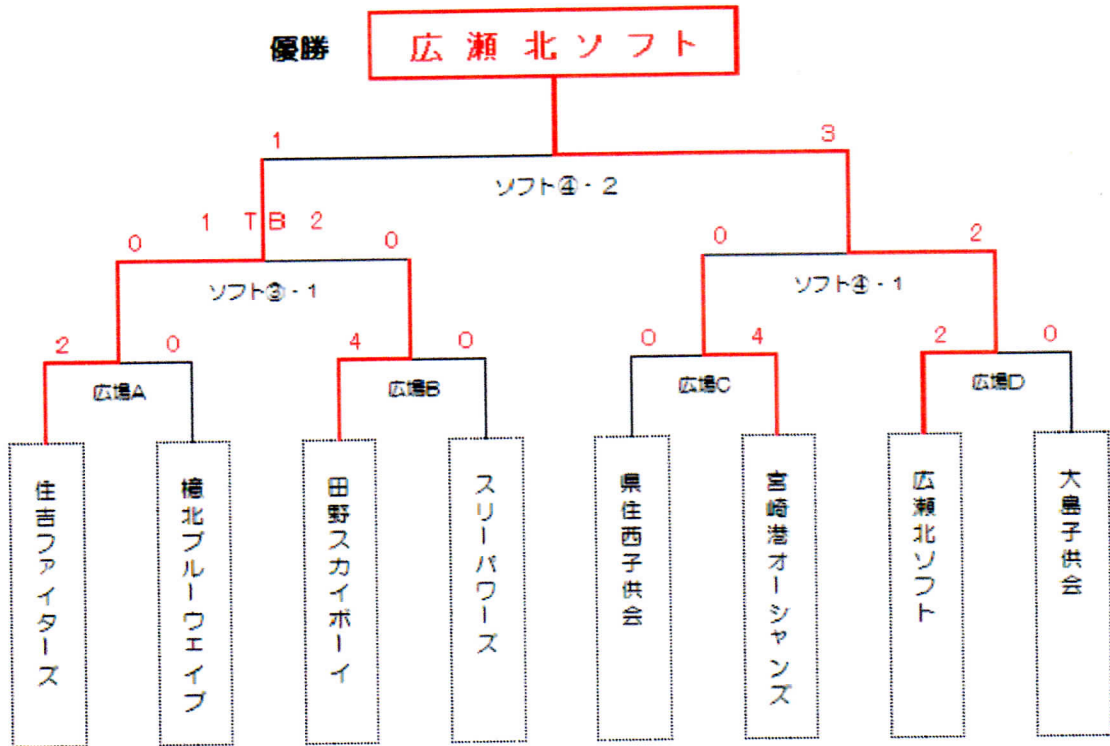 優勝 広瀬北ソフト
1 3
ソフト④-2
1 TB 2
0 0 0 2
ソフト③-1 ソフト④-1
2 0 4 0 0 4 2 0
広場A 広場B 広場C 広場D
住吉ファイターズ
檍北ブルーウェイブ
田野スカイボーイ
スリーパワーズ
県住西子供会
宮崎港オーシャンズ
広瀬北ソフト
大島子供会